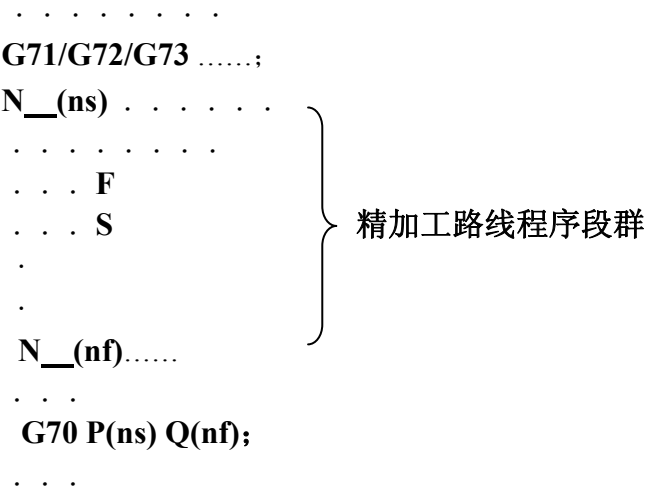 . . . . . . . .
G71/G72/G73 ……;
N__(ns) . . . . . .
. . . . . . . .
. . . F
. . . S
精加工路线程序段群
.
.
N__(nf)……
. . .
G70 P(ns) Q(nf);
. . .